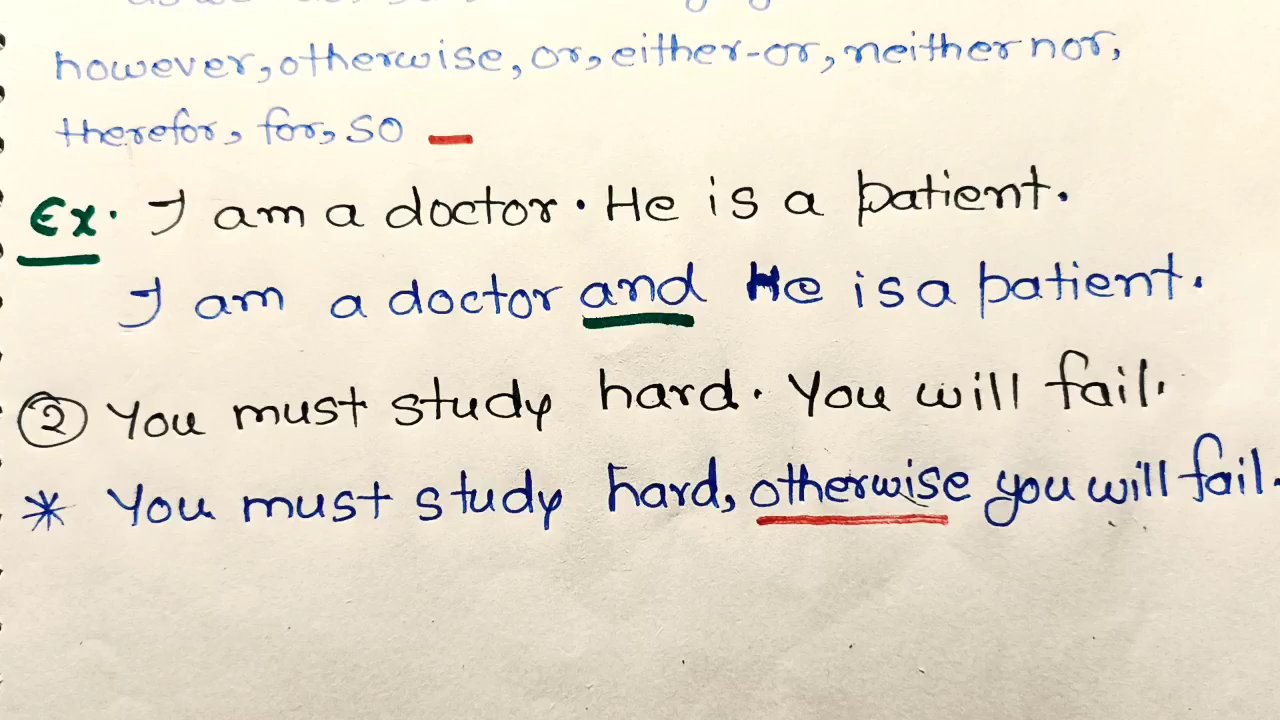 however, otherwise, or, either-or, neither nor,
therefor, for, so —
Ex. I am a doctor. He is a patient.
I am a doctor and He is a patient.
② You must study hard. You will fail.
* You must study hard, otherwise you will fail.